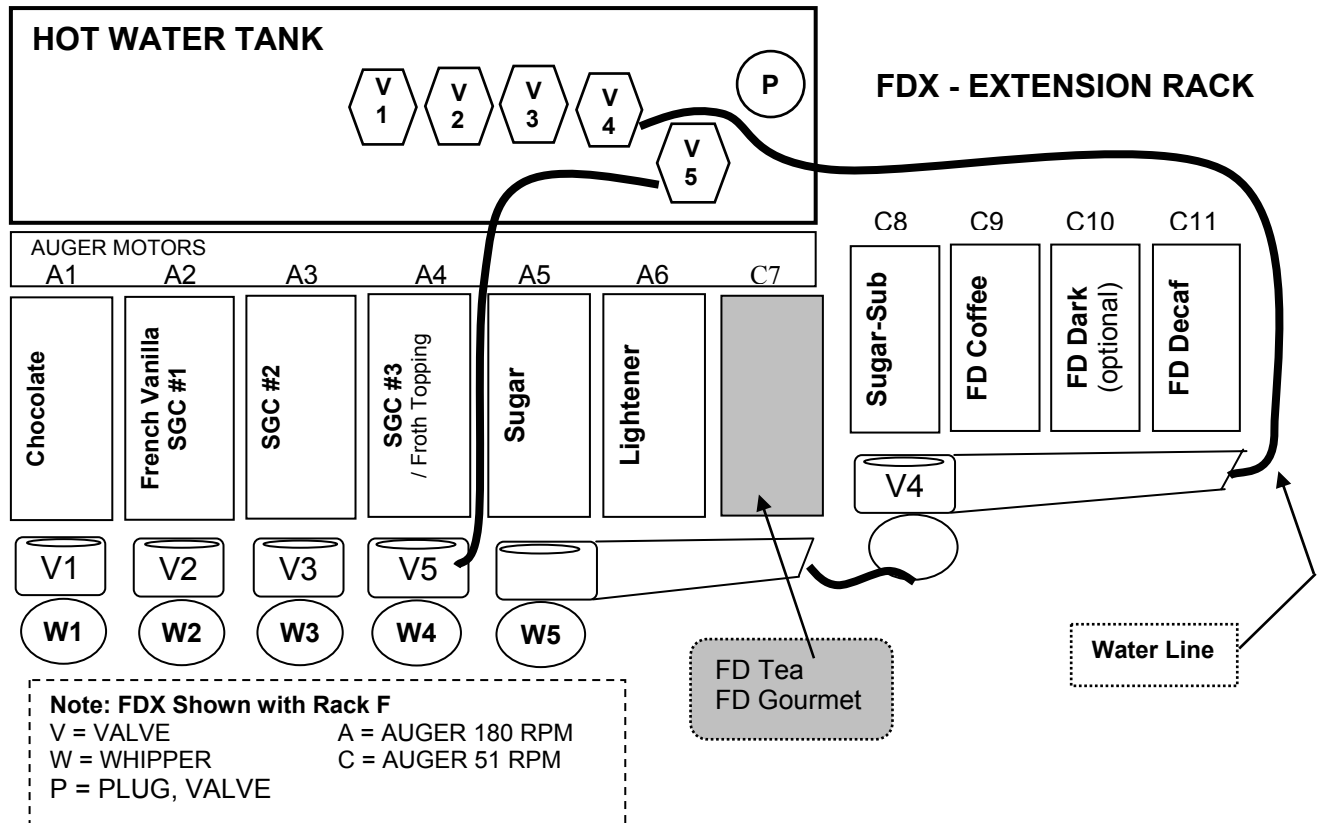 HOT WATER TANK
V
1
V
2
V
3
V
4
V
5
P
FDX - EXTENSION RACK
AUGER MOTORS
A1
A2
A3
A4
A5
A6
C7
C8
C9
C10
C11
Chocolate
French Vanilla
SGC #1
SGC #2
SGC #3
/ Froth Topping
Sugar
Lightener
Sugar-Sub
FD Coffee
FD Dark
(optional)
FD Decaf
V1
V2
V3
V5
V4
W1
W2
W3
W4
W5
FD Tea
FD Gourmet
Water Line
Note: FDX Shown with Rack F
V = VALVE A = AUGER 180 RPM
W = WHIPPER C = AUGER 51 RPM
P = PLUG, VALVE